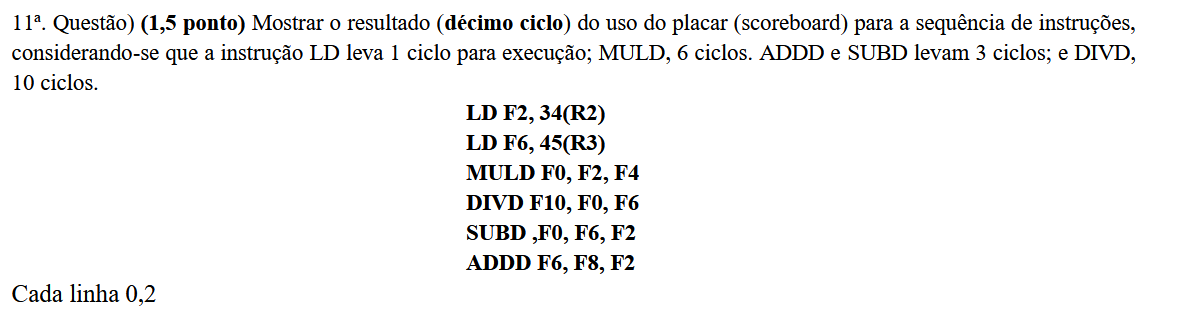 11ª. Questão) (1,5 ponto) Mostrar o resultado (décimo ciclo) do uso do placar (scoreboard) para a sequência de instruções,
considerando-se que a instrução LD leva 1 ciclo para execução; MULD, 6 ciclos. ADDD e SUBD levam 3 ciclos; e DIVD,
10 ciclos.
LD F2, 34(R2)
LD F6, 45(R3)
MULD F0, F2, F4
DIVD F10, F0, F6
SUBD ,F0, F6, F2
ADDD F6, F8, F2
Cada linha 0,2